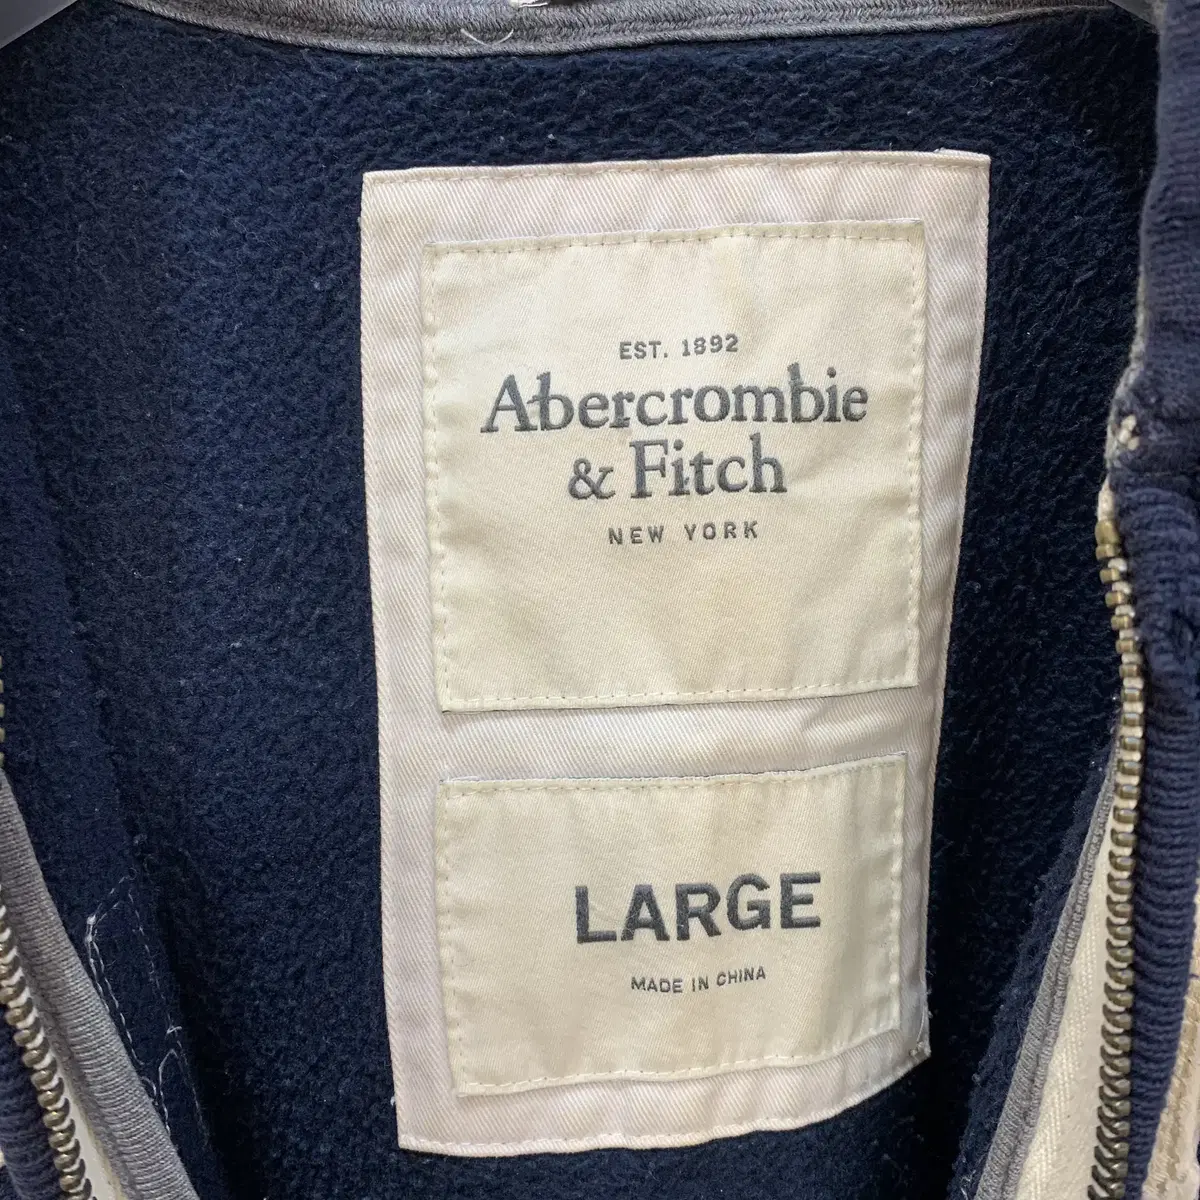 EST. 1892
Abercrombie
& Fitch
NEW YORK
LARGE
MADE IN CHINA